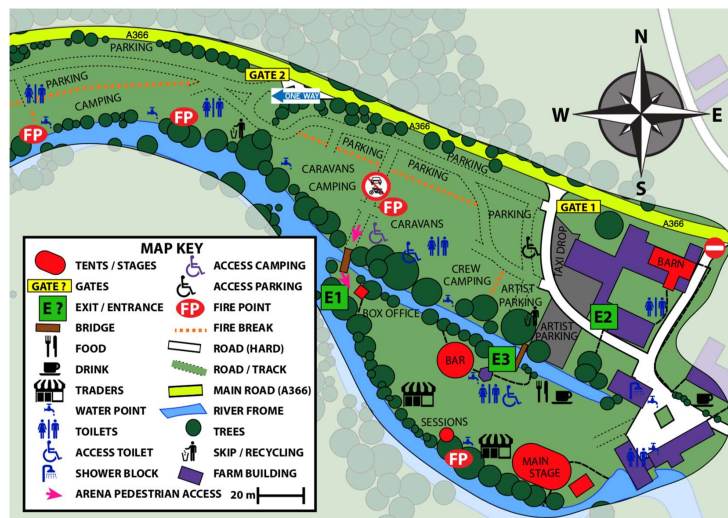 A366
PARKING
GATE 2
PARKING
ONE WAY
CAMPING
FP
FP
A366
PARKING
PARKING
PARKING
CARAVANS
CAMPING
FP
CARAVANS
PARKING
GATE 1
A366
TAXI DROP
BARN
CREW
CAMPING
ARTIST
PARKING
ARTIST
PARKING
E2
E1
BOX OFFICE
BAR
E3
SESSIONS
FP
MAIN
STAGE
N
W
E
S
MAP KEY
TENTS / STAGES
ACCESS CAMPING
GATE ?
GATES
ACCESS PARKING
E ?
EXIT / ENTRANCE
FP
FIRE POINT
BRIDGE
FIRE BREAK
FOOD
ROAD (HARD)
DRINK
ROAD / TRACK
TRADERS
MAIN ROAD (A366)
WATER POINT
RIVER FROME
TOILETS
TREES
ACCESS TOILET
SKIP / RECYCLING
SHOWER BLOCK
FARM BUILDING
ARENA PEDESTRIAN ACCESS
20 m